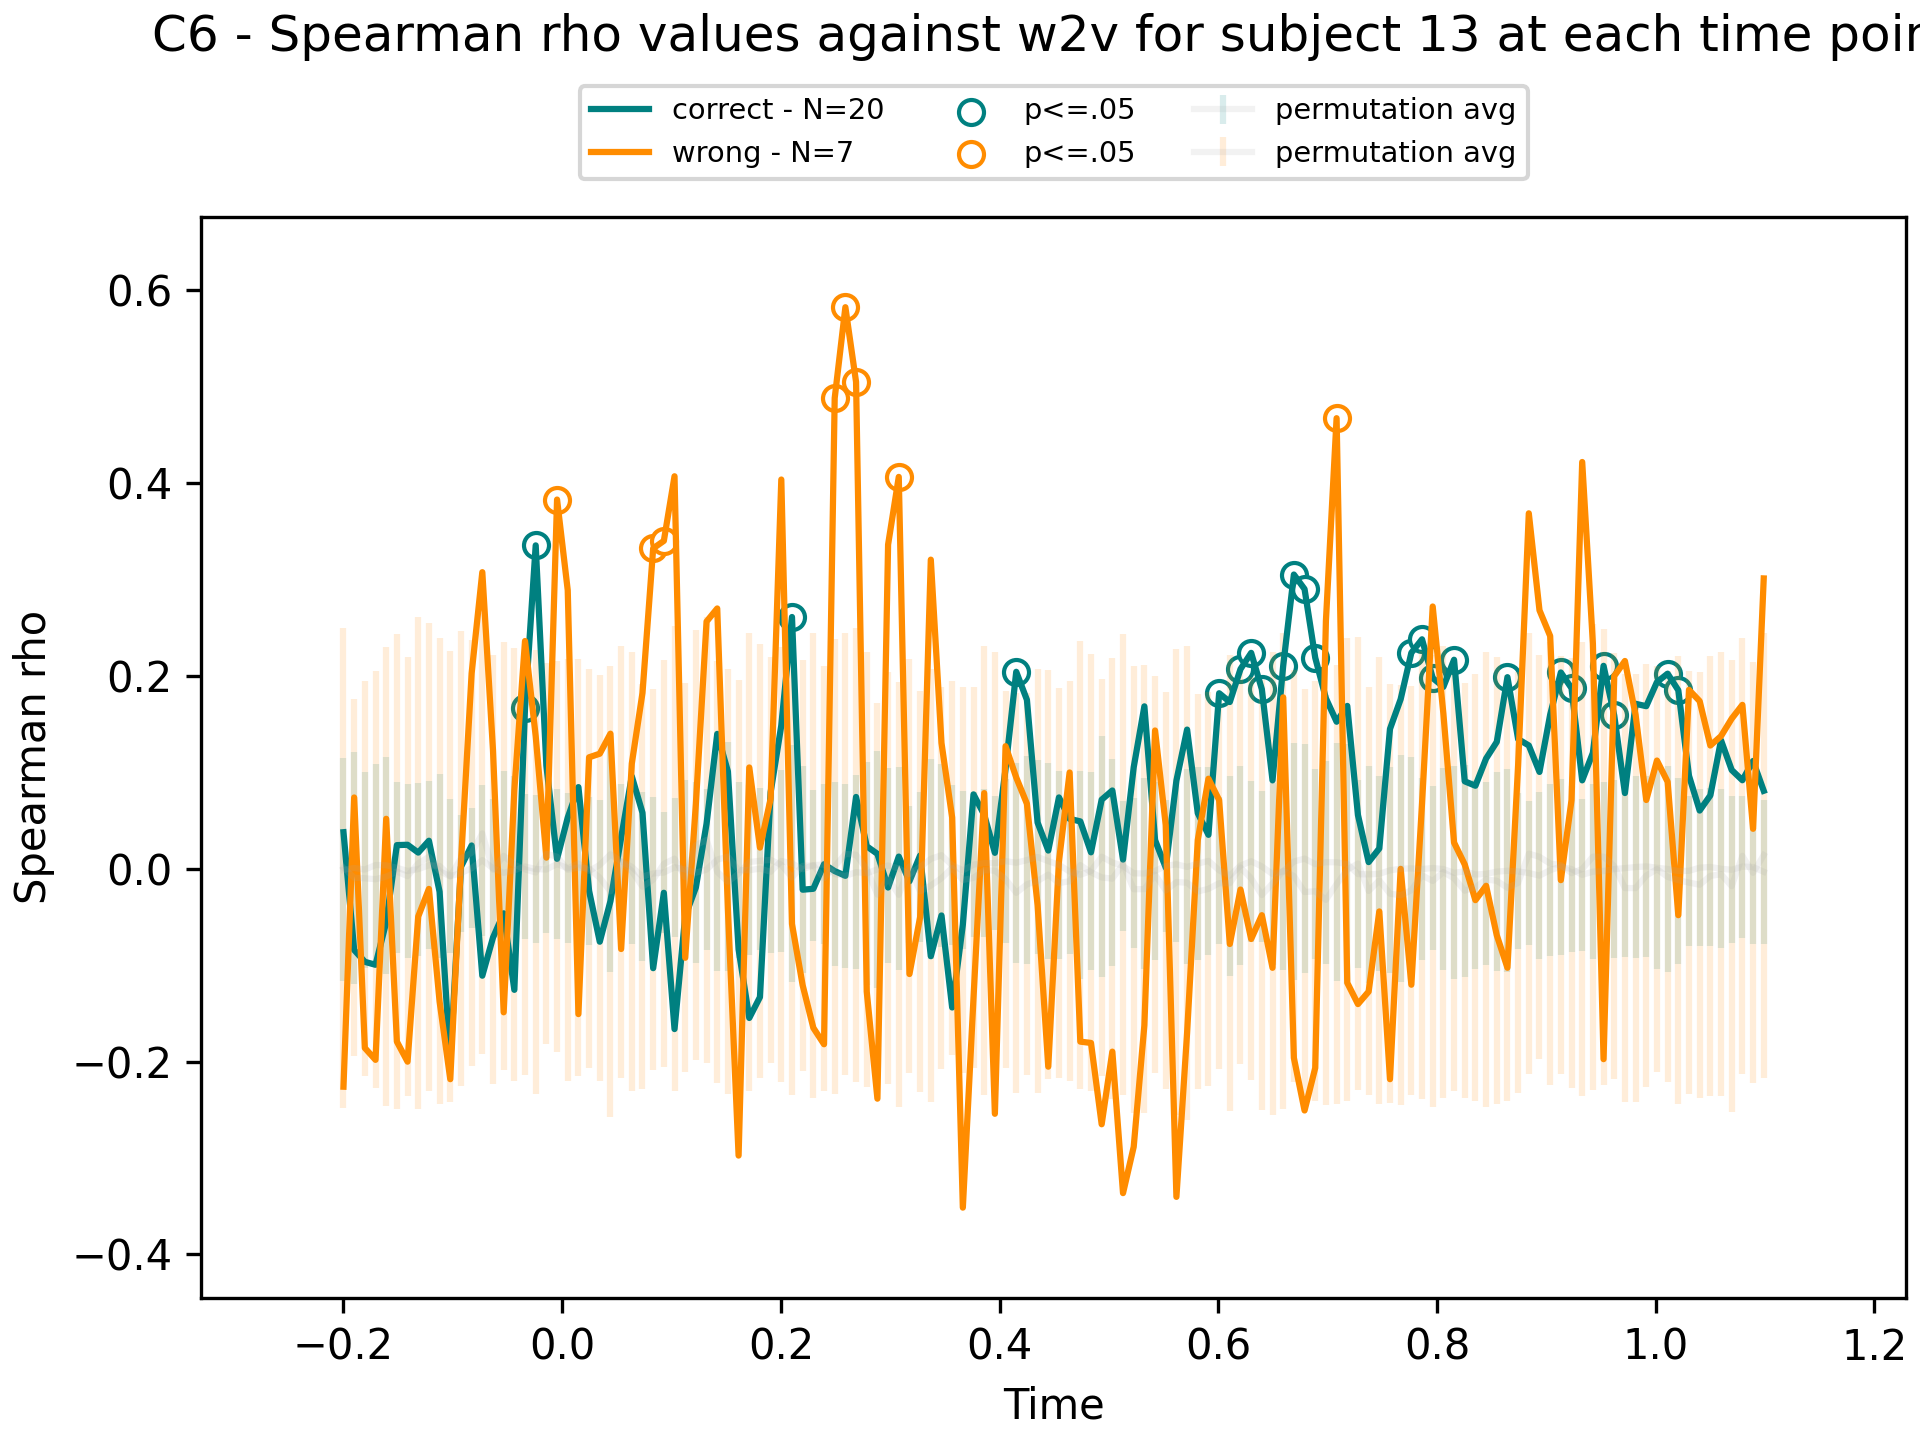 C6 - Spearman rho values against w2v for subject 13 at each time
correct - N=20
wrong - N=7
p<=.05
p<=.05
permutation avg
permutation avg
Spearman rho
0.6
0.4
0.2
0.0
−0.2
−0.4
−0.2 0.0 0.2 0.4 0.6 0.8 1.0 1.2
Time